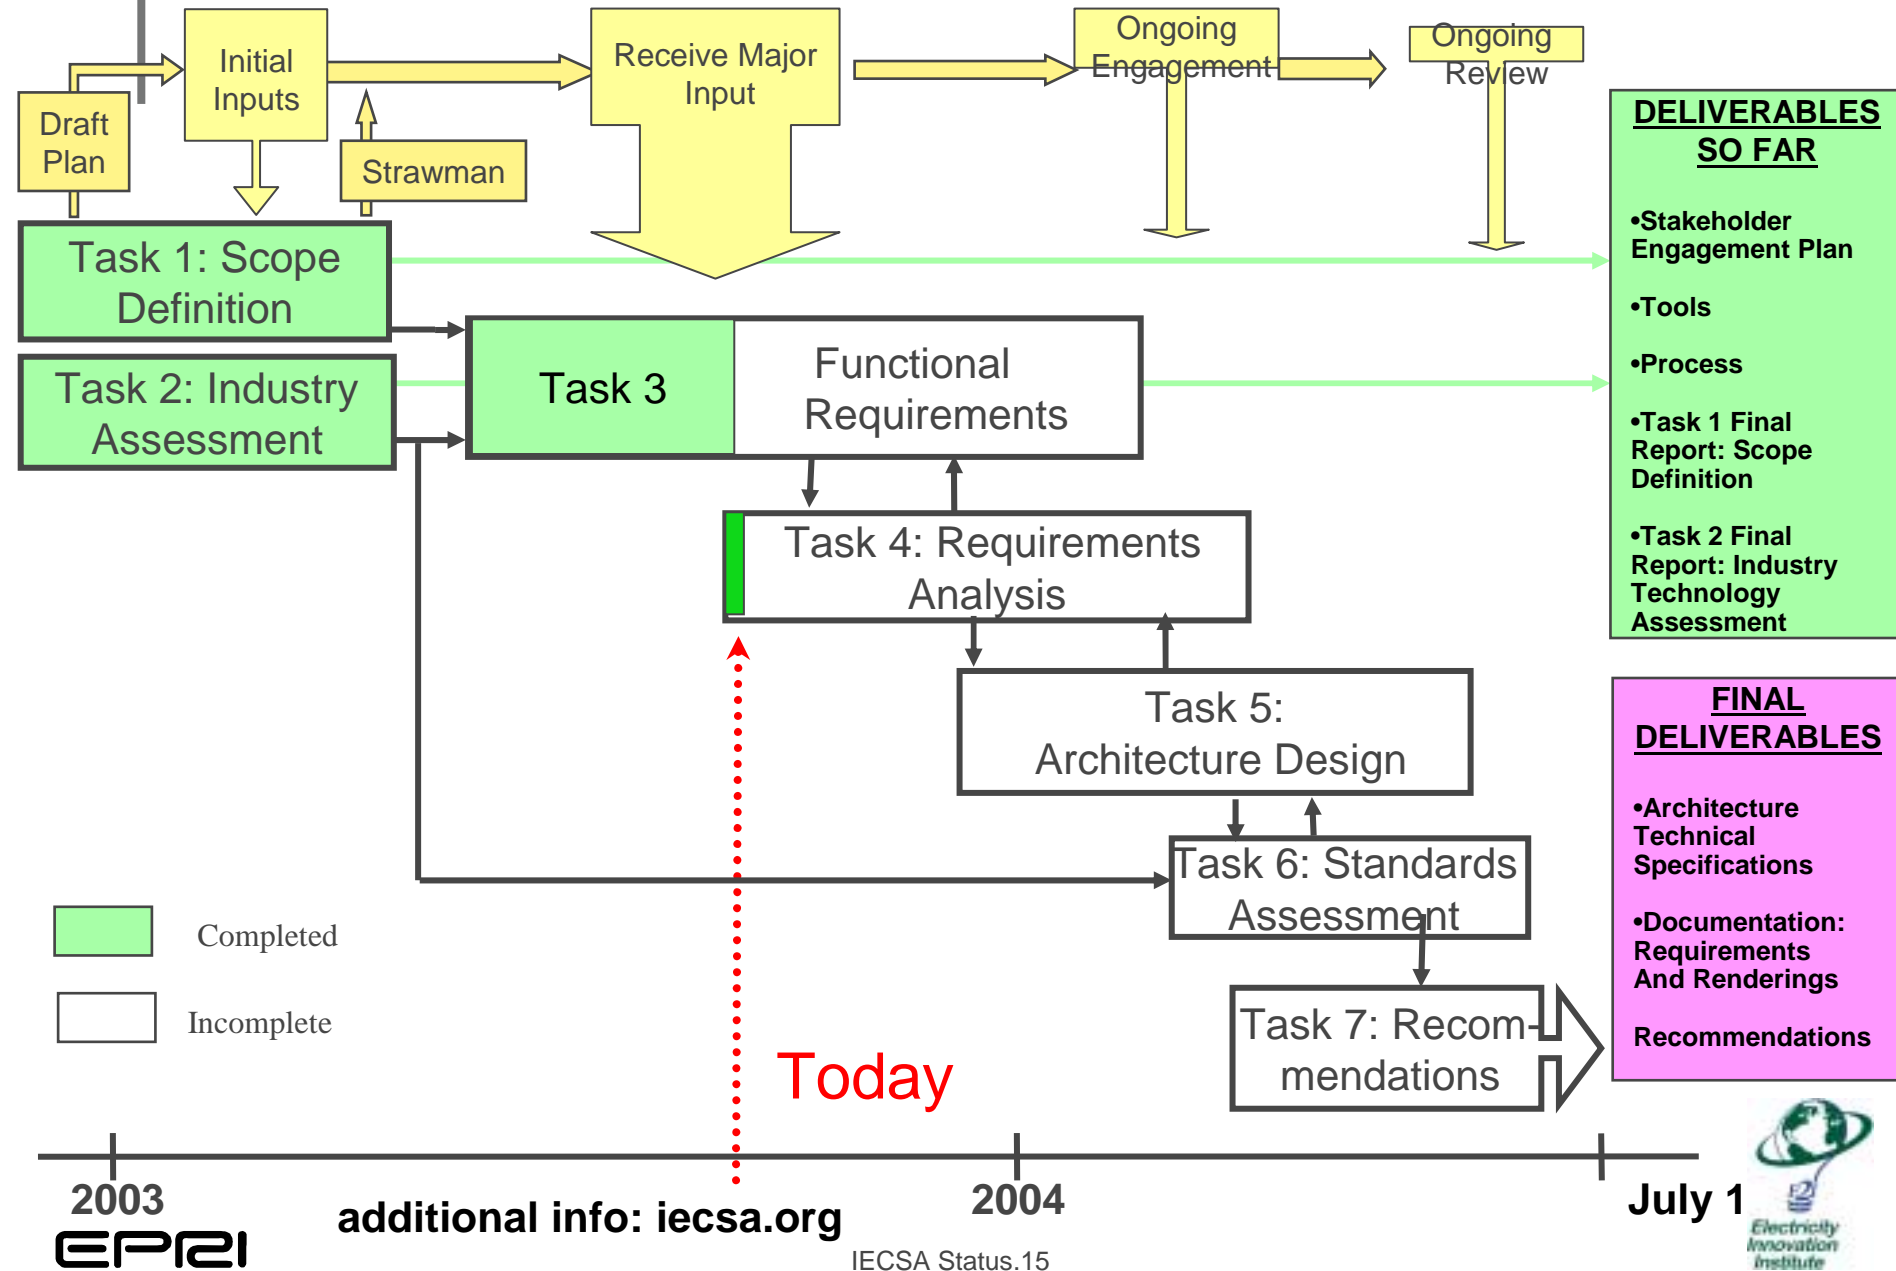 Initial
Inputs
Receive Major
Input
Ongoing
Engagement
Ongoing
Review
Draft
Plan
Strawman
Task 1: Scope
Definition
Task 2: Industry
Assessment
Task 3
Functional
Requirements
Task 4: Requirements
Analysis
Task 5:
Architecture Design
Task 6: Standards
Assessment
Task 7: Recom-
mendations
DELIVERABLES
SO FAR
•Stakeholder
Engagement Plan
•Tools
•Process
•Task 1 Final
Report: Scope
Definition
•Task 2 Final
Report: Industry
Technology
Assessment
FINAL
DELIVERABLES
•Architecture
Technical
Specifications
•Documentation:
Requirements
And Renderings
Recommendations
Completed
Incomplete
Today
2003
2004
July 1
EPRI
additional info: iecsa.org
IECSA Status.15
E2I
Electricity
Innovation
Institute